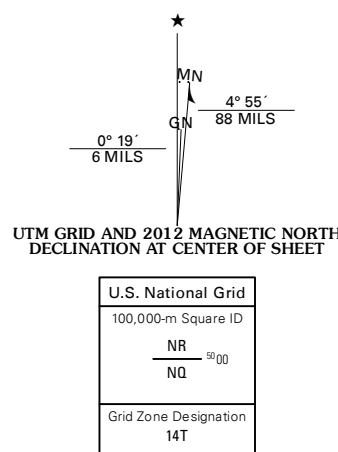 ★
MN
4° 55´
88 MILS
GN
0° 19´
6 MILS
UTM GRID AND 2012 MAGNETIC NORTH
DECLINATION AT CENTER OF SHEET
U.S. National Grid
100,000-m Square ID
NR
5000
NQ
Grid Zone Designation
14T